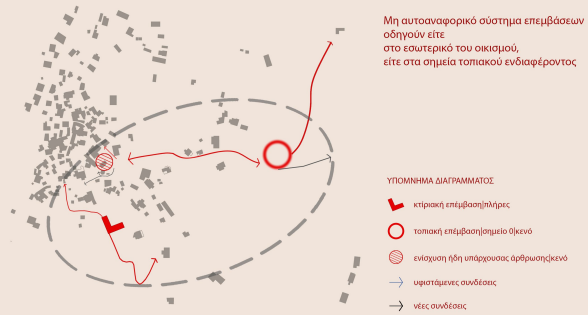 Μη αυτοαναφορικό σύστημα επεμβάσεων
οδηγούν είτε
στο εσωτερικό του οικισμού,
είτε στα σημεία τοπιακού ενδιαφέροντος
ΥΠΟΜΝΗΜΑ ΔΙΑΓΡΑΜΜΑΤΟΣ
κτιριακή επέμβαση|πλήρες
τοπιακή επέμβαση|σημείο 0|κενό
ενίσχυση ήδη υπάρχουσας άρθρωσης|κενό
υφιστάμενες συνδέσεις
νέες συνδέσεις